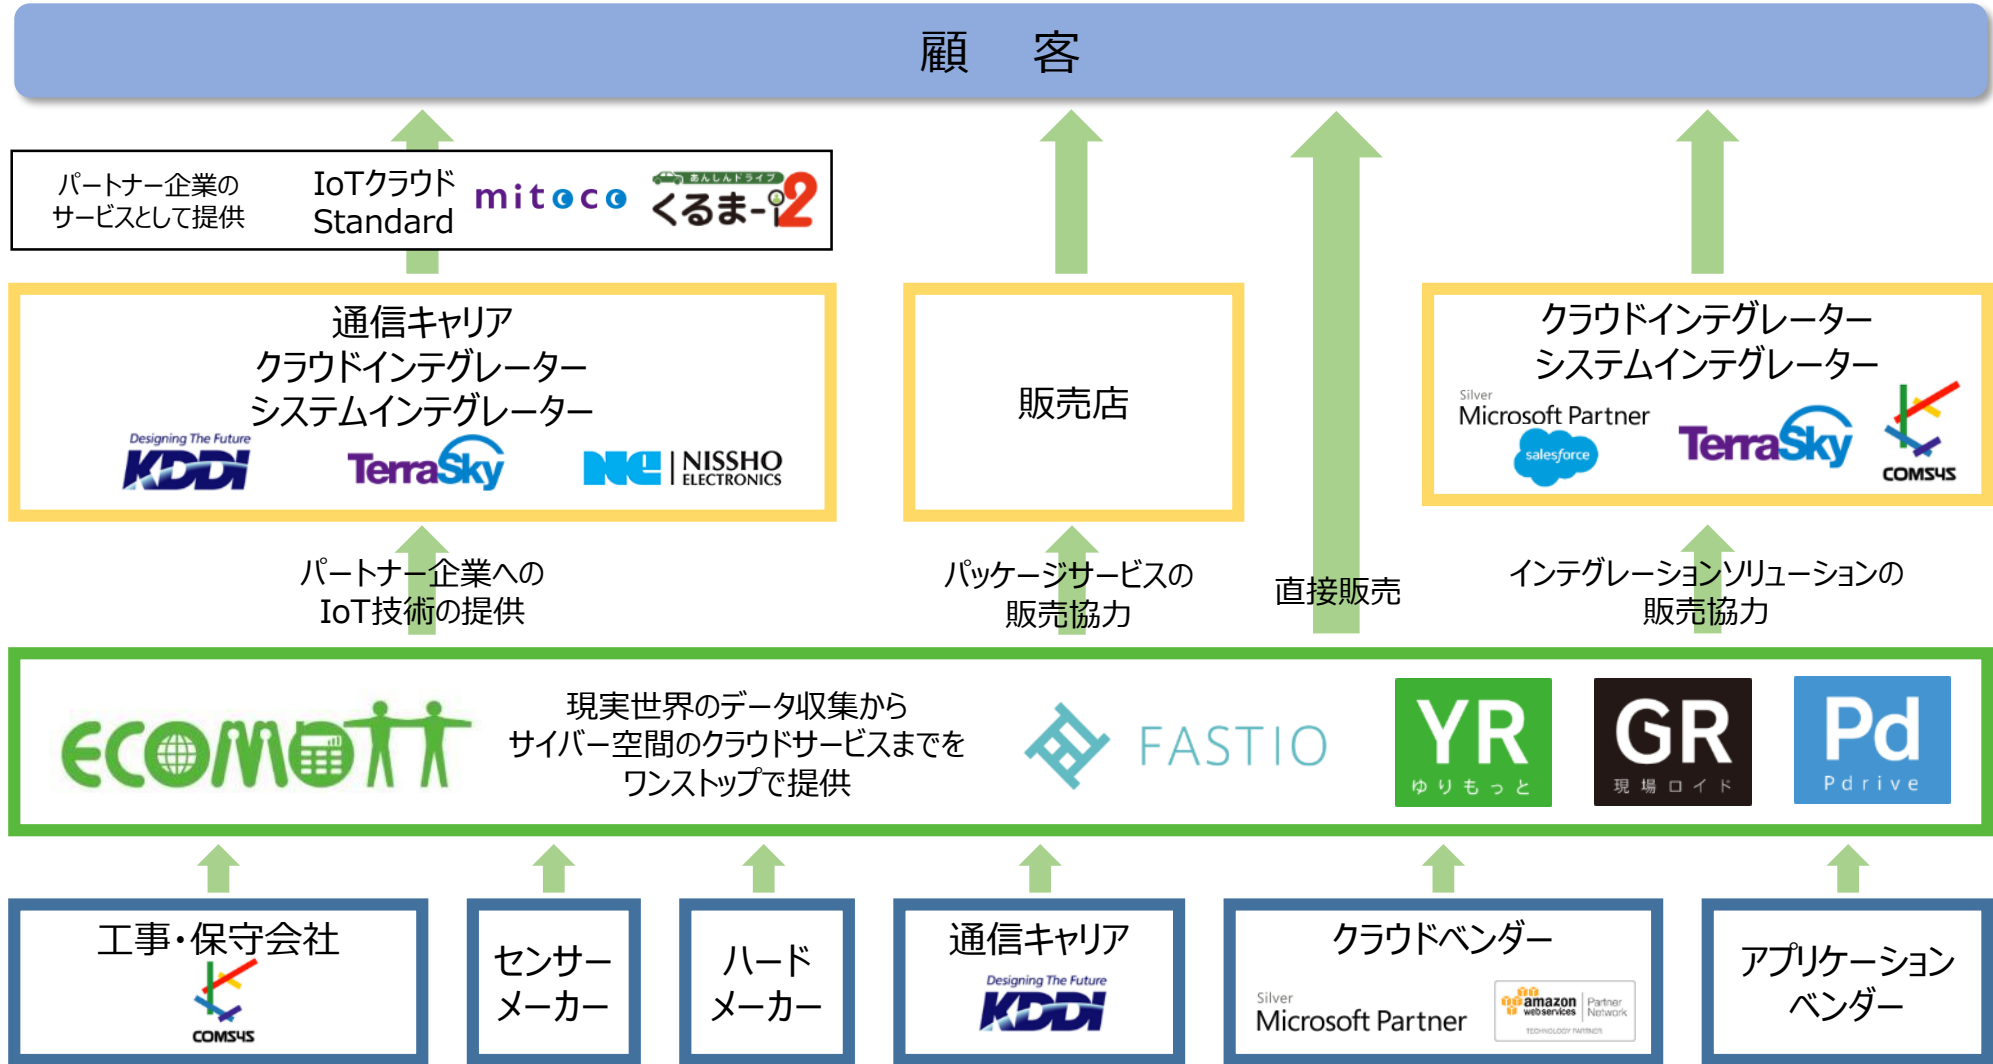 顧　客
パートナー企業の
サービスとして提供
IoTクラウド
Standard
mitoco
あんしんドライブ
くるまーi2
通信キャリア
クラウドインテグレーター
システムインテグレーター
Designing The Future
KDDI
TerraSky
NE
NISSHO
ELECTRONICS
販売店
クラウドインテグレーター
システムインテグレーター
Silver
Microsoft Partner
salesforce
TerraSky
COMSYS
パートナー企業への
IoT技術の提供
パッケージサービスの
販売協力
直接販売
インテグレーションソリューションの
販売協力
ECOMOTT
現実世界のデータ収集から
サイバー空間のクラウドサービスまでを
ワンストップで提供
FASTIO
YR
ゆりもっと
GR
現場ロイド
Pd
Pdrive
工事・保守会社
COMSYS
センサー
メーカー
ハード
メーカー
通信キャリア
Designing The Future
KDDI
クラウドベンダー
Silver
Microsoft Partner
amazon
webservices
Partner
Network
TECHNOLOGY PARTNER
アプリケーション
ベンダー